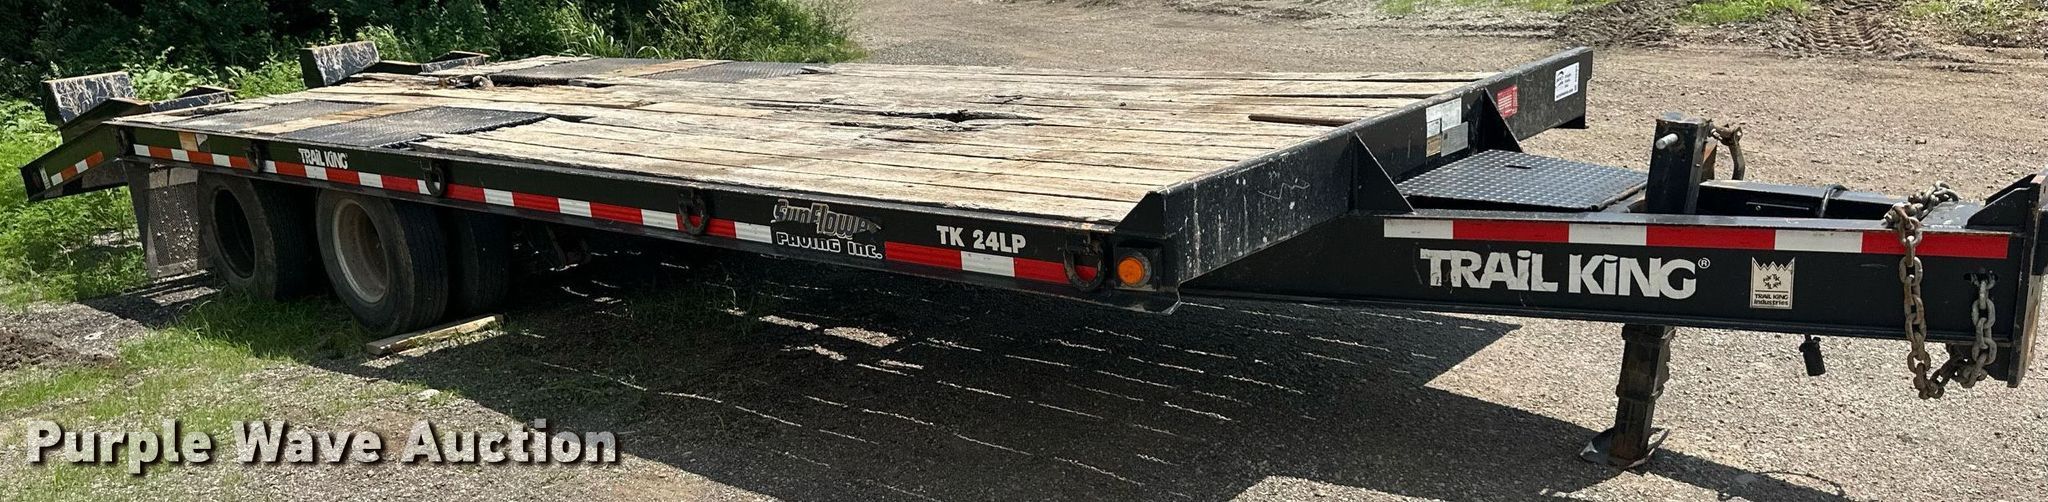 TRAIL KING
SunFlower
PAVING INC.
TK 24LP
TRAIL KING®
TRAIL KING
Industries
Purple Wave Auction